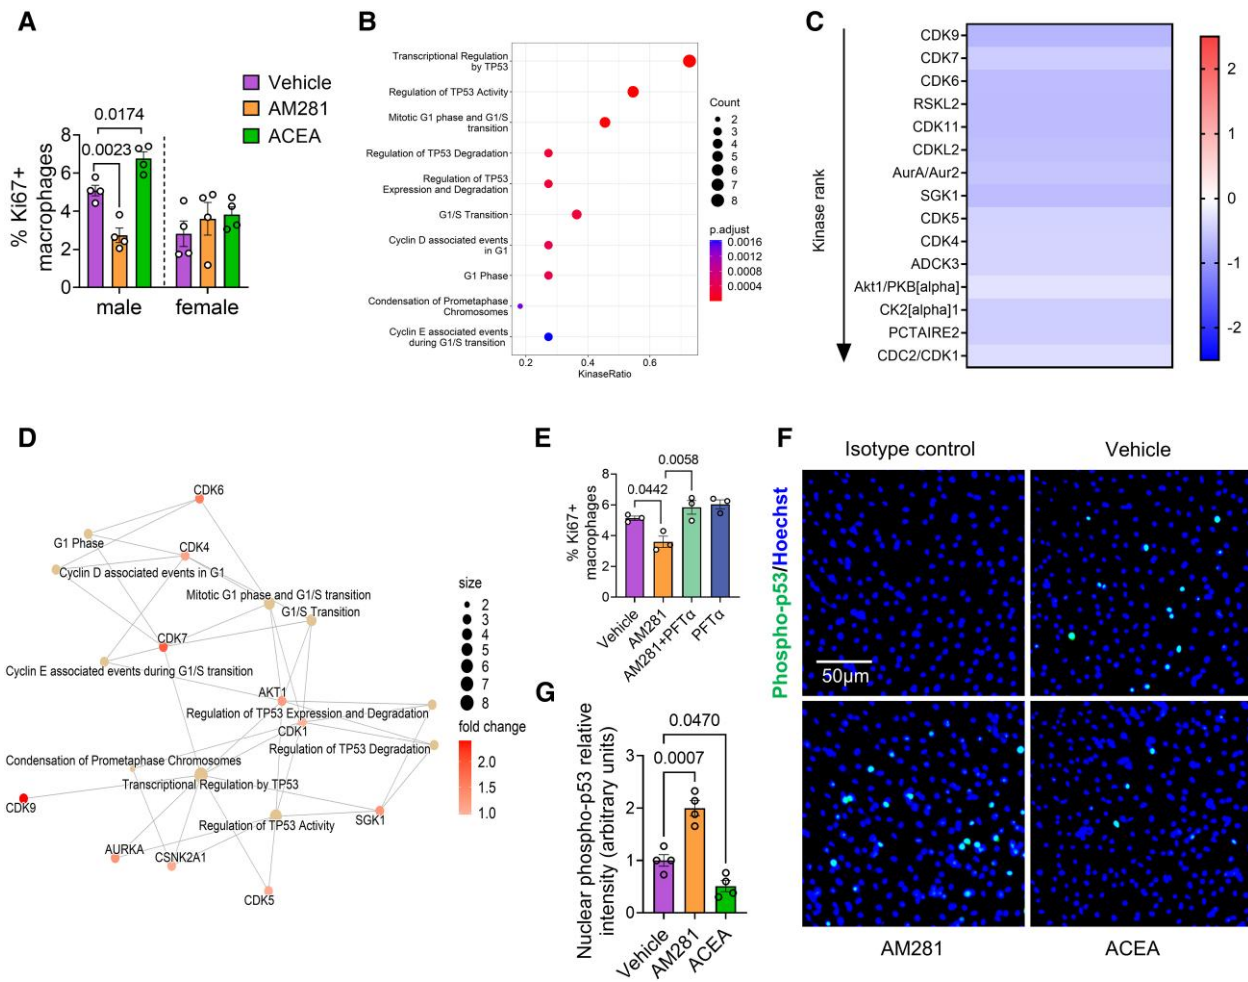 A
Vehicle
AM281
ACEA
0.0174
0.0023
8
6
4
2
0
% Ki67+
macrophages
male
female
B
Transcriptional Regulation
by TP53
Regulation of TP53 Activity
Mitotic G1 phase and G1/S
transition
Regulation of TP53 Degradation
Regulation of TP53
Expression and Degradation
G1/S Transition
Cyclin D associated events
in G1
G1 Phase
Condensation of Prometaphase
Chromosomes
Cyclin E associated events
during G1/S transition
0.2
0.4
0.6
KinaseRatio
Count
2
3
4
5
6
7
8
p.adjust
0.0016
0.0012
0.0008
0.0004
C
Kinase rank
CDK9
CDK7
CDK6
RSKL2
CDK11
CDKL2
AurA/Aur2
SGK1
CDK5
CDK4
ADCK3
Akt1/PKB[alpha]
CK2[alpha]1
PCTAIRE2
CDC2/CDK1
2
1
0
-1
-2
D
CDK6
G1 Phase
CDK4
Cyclin D associated events in G1
Mitotic G1 phase and G1/S transition
G1/S Transition
CDK7
Cyclin E associated events during G1/S transition
AKT1
Regulation of TP53 Expression and Degradation
CDK1
Regulation of TP53 Degradation
Condensation of Prometaphase Chromosomes
Transcriptional Regulation by TP53
CDK9
SGK1
Regulation of TP53 Activity
AURKA
CSNK2A1
CDK5
size
2
3
4
5
6
7
8
fold change
2.0
1.5
1.0
E
0.0058
0.0442
8
6
4
2
0
% Ki67+
macrophages
Vehicle
AM281
AM281+PFTα
PFTα
F
Isotype control
Vehicle
Phospho-p53/Hoechst
50µm
AM281
ACEA
G
0.0470
0.0007
3
2
1
0
Nuclear phospho-p53 relative
intensity (arbitrary units)
Vehicle
AM281
ACEA